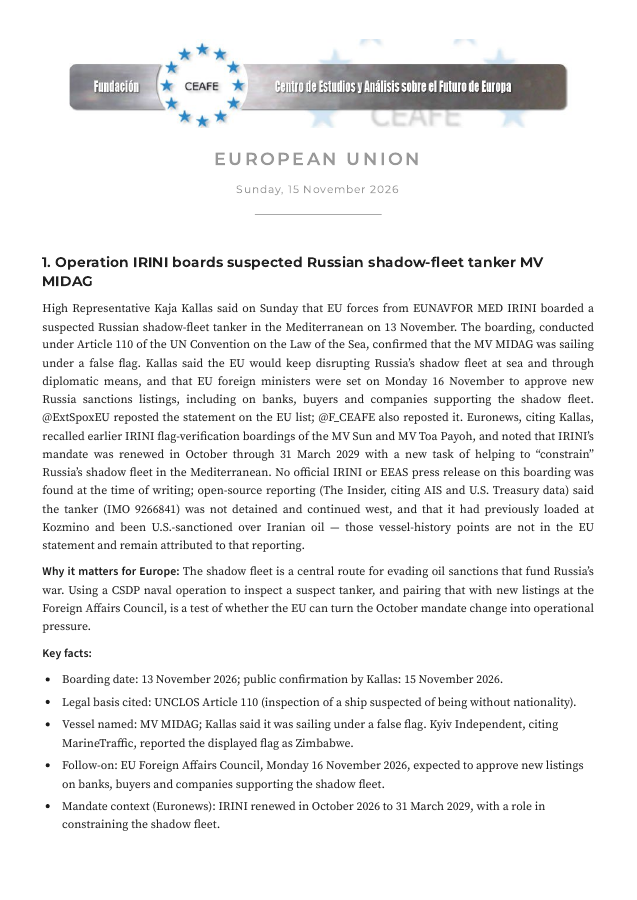 Fundación
CEAFE
Centro de Estudios y Análisis sobre el Futuro de Europa
CEAFE
EUROPEAN UNION
Sunday, 15 November 2026
1. Operation IRINI boards suspected Russian shadow-fleet tanker MV
MIDAG
High Representative Kaja Kallas said on Sunday that EU forces from EUNAVFOR MED IRINI boarded a
suspected Russian shadow-fleet tanker in the Mediterranean on 13 November. The boarding, conducted
under Article 110 of the UN Convention on the Law of the Sea, confirmed that the MV MIDAG was sailing
under a false flag. Kallas said the EU would keep disrupting Russia’s shadow fleet at sea and through
diplomatic means, and that EU foreign ministers were set on Monday 16 November to approve new
Russia sanctions listings, including on banks, buyers and companies supporting the shadow fleet.
@ExtSpoxEU reposted the statement on the EU list; @F_CEAFE also reposted it. Euronews, citing Kallas,
recalled earlier IRINI flag-verification boardings of the MV Sun and MV Toa Payoh, and noted that IRINI’s
mandate was renewed in October through 31 March 2029 with a new task of helping to “constrain”
Russia’s shadow fleet in the Mediterranean. No official IRINI or EEAS press release on this boarding was
found at the time of writing; open-source reporting (The Insider, citing AIS and U.S. Treasury data) said
the tanker (IMO 9266841) was not detained and continued west, and that it had previously loaded at
Kozmino and been U.S.-sanctioned over Iranian oil — those vessel-history points are not in the EU
statement and remain attributed to that reporting.
Why it matters for Europe: The shadow fleet is a central route for evading oil sanctions that fund Russia’s
war. Using a CSDP naval operation to inspect a suspect tanker, and pairing that with new listings at the
Foreign Affairs Council, is a test of whether the EU can turn the October mandate change into operational
pressure.
Key facts:
• Boarding date: 13 November 2026; public confirmation by Kallas: 15 November 2026.
• Legal basis cited: UNCLOS Article 110 (inspection of a ship suspected of being without nationality).
• Vessel named: MV MIDAG; Kallas said it was sailing under a false flag. Kyiv Independent, citing
MarineTraffic, reported the displayed flag as Zimbabwe.
• Follow-on: EU Foreign Affairs Council, Monday 16 November 2026, expected to approve new listings
on banks, buyers and companies supporting the shadow fleet.
• Mandate context (Euronews): IRINI renewed in October 2026 to 31 March 2029, with a role in
constraining the shadow fleet.